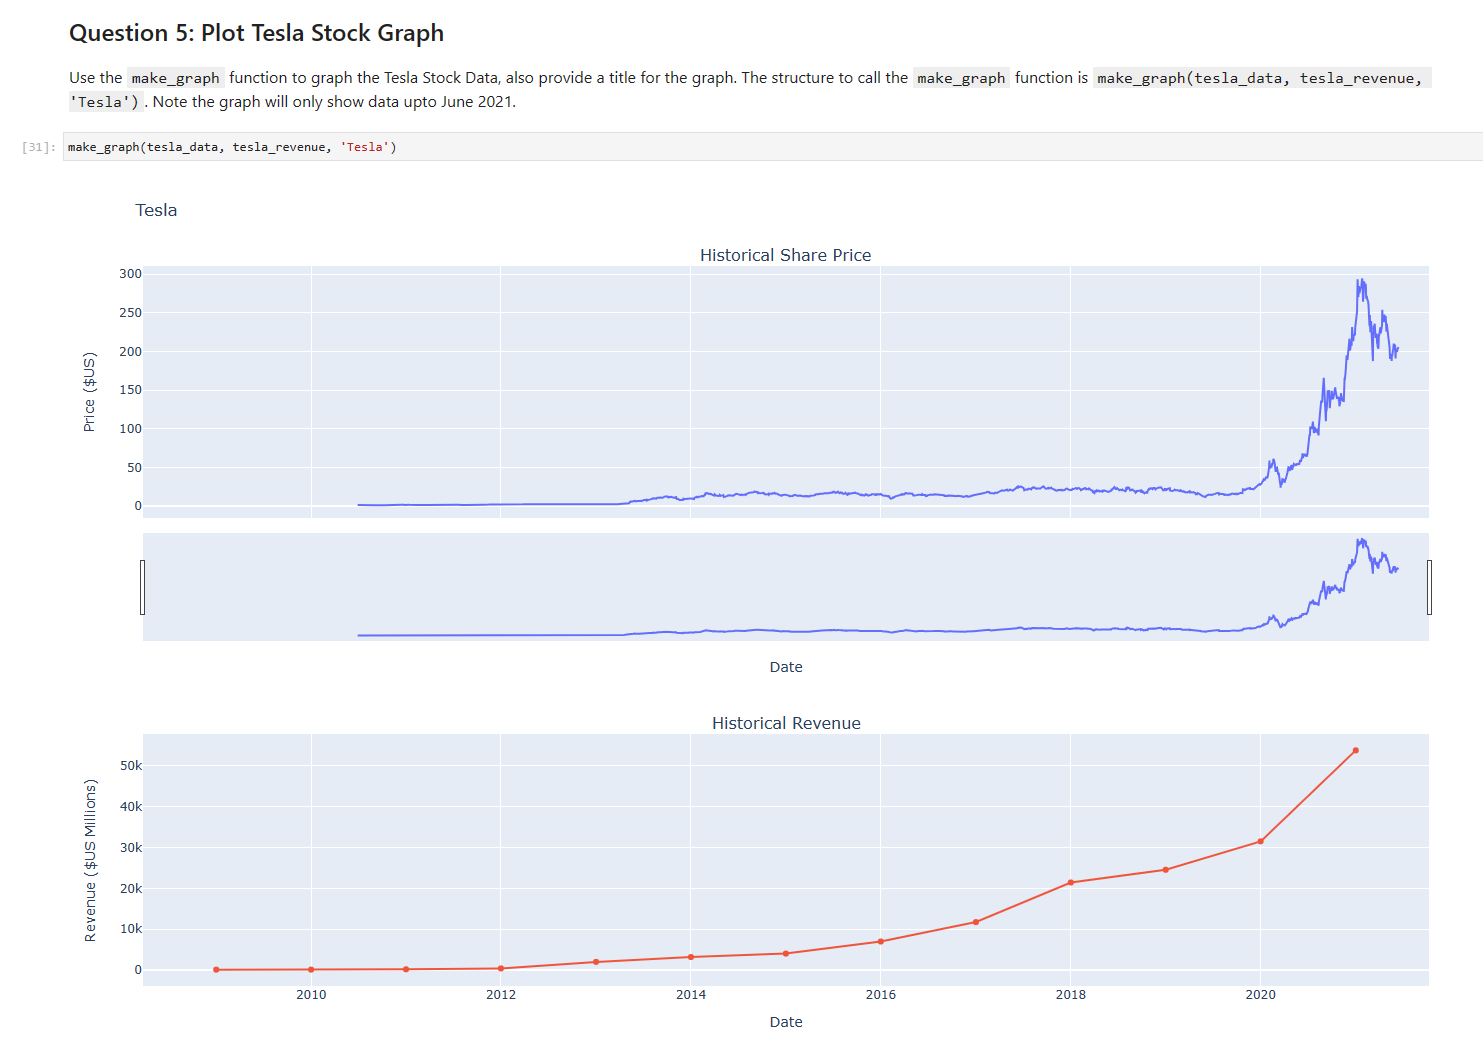 Question 5: Plot Tesla Stock Graph
Use the make_graph function to graph the Tesla Stock Data, also provide a title for the graph. The structure to call the make_graph function is make_graph(tesla_data, tesla_revenue,
'Tesla'). Note the graph will only show data upto June 2021.
[31]: make_graph(tesla_data, tesla_revenue, 'Tesla')
Tesla
Historical Share Price
300
250
200
150
100
50
0
Price ($US)
Date
Historical Revenue
50k
40k
30k
20k
10k
0
Revenue ($US Millions)
2010 2012 2014 2016 2018 2020
Date